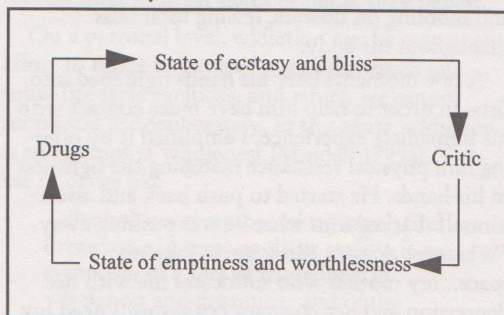 State of ecstasy and bliss
Drugs
Critic
State of emptiness and worthlessness